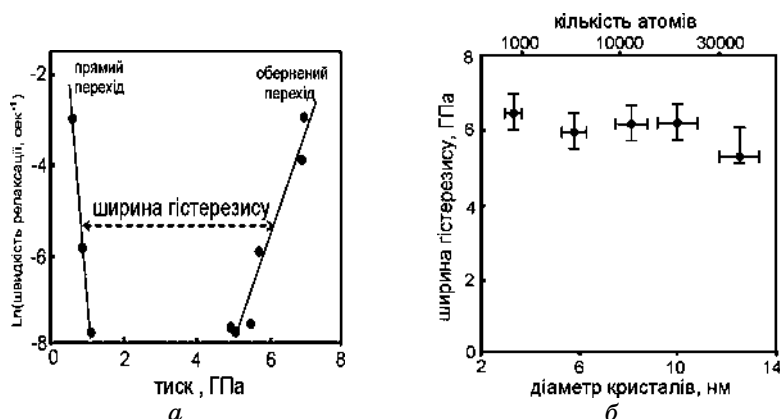 прямий
перехід
обернений
перехід
Ln(швидкість релаксації, сек⁻¹)
-2
-4
-6
-8
ширина гістерезису
0 2 4 6 8
тиск , ГПа
а
кількість атомів
1000 10000 30000
ширина гістерезису, ГПа
8
6
4
2
0
2 6 10 14
діаметр кристалів, нм
б